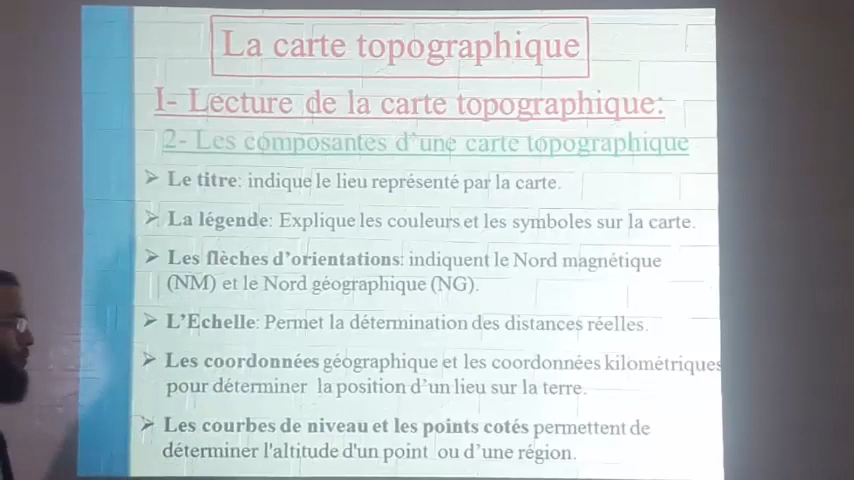 La carte topographique
I- Lecture de la carte topographique:
2- Les composantes d'une carte topographique
➢ Le titre: indique le lieu représenté par la carte.
➢ La légende: Explique les couleurs et les symboles sur la carte.
➢ Les flèches d'orientations: indiquent le Nord magnétique
(NM) et le Nord géographique (NG).
➢ L'Echelle: Permet la détermination des distances réelles.
➢ Les coordonnées géographique et les coordonnées kilométriques
pour déterminer la position d'un lieu sur la terre.
➢ Les courbes de niveau et les points cotés permettent de
déterminer l'altitude d'un point ou d'une région.